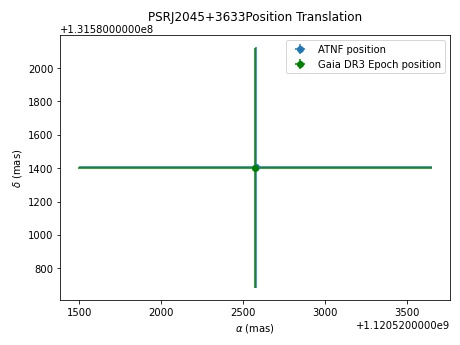 PSRJ2045+3633Position Translation
+1.3158000000e8
ATNF position
Gaia DR3 Epoch position
2000
1800
1600
1400
1200
1000
800
δ (mas)
1500
2000
2500
3000
3500
α (mas)
+1.1205200000e9